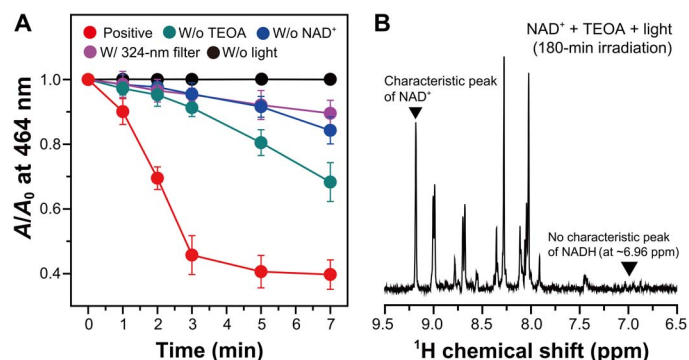 A
Positive W/o TEOA W/o NAD⁺
W/ 324-nm filter W/o light
A/A₀ at 464 nm
1.0
0.8
0.6
0.4
0 1 2 3 4 5 6 7
Time (min)
B
NAD⁺ + TEOA + light
(180-min irradiation)
Characteristic peak
of NAD⁺
No characteristic peak
of NADH (at ~6.96 ppm)
9.5 9.0 8.5 8.0 7.5 7.0 6.5
¹H chemical shift (ppm)